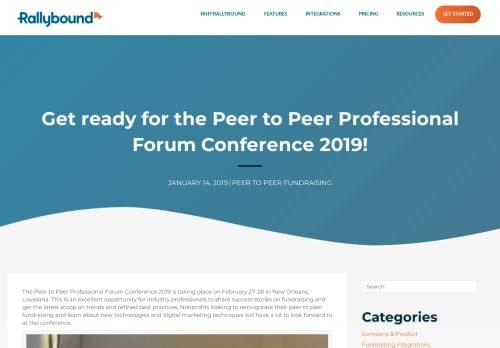 Rallybound
WHY RALLYBOUND
FEATURES
INTEGRATIONS
PRICING
RESOURCES
GET STARTED
Get ready for the Peer to Peer Professional
Forum Conference 2019!
JANUARY 14, 2019 | PEER TO PEER FUNDRAISING
The Peer to Peer Professional Forum Conference 2019 is taking place on February 27-28 in New Orleans,
Louisiana. This is an excellent opportunity for industry professionals to share success stories on fundraising and
get the latest scoop on trends and refined best practices. Nonprofits looking to reinvigorate their peer to peer
fundraising and learn about new technologies and digital marketing techniques will have a lot to look forward to
at the conference.
Search
Categories
Company & Product
Fundraising integrations